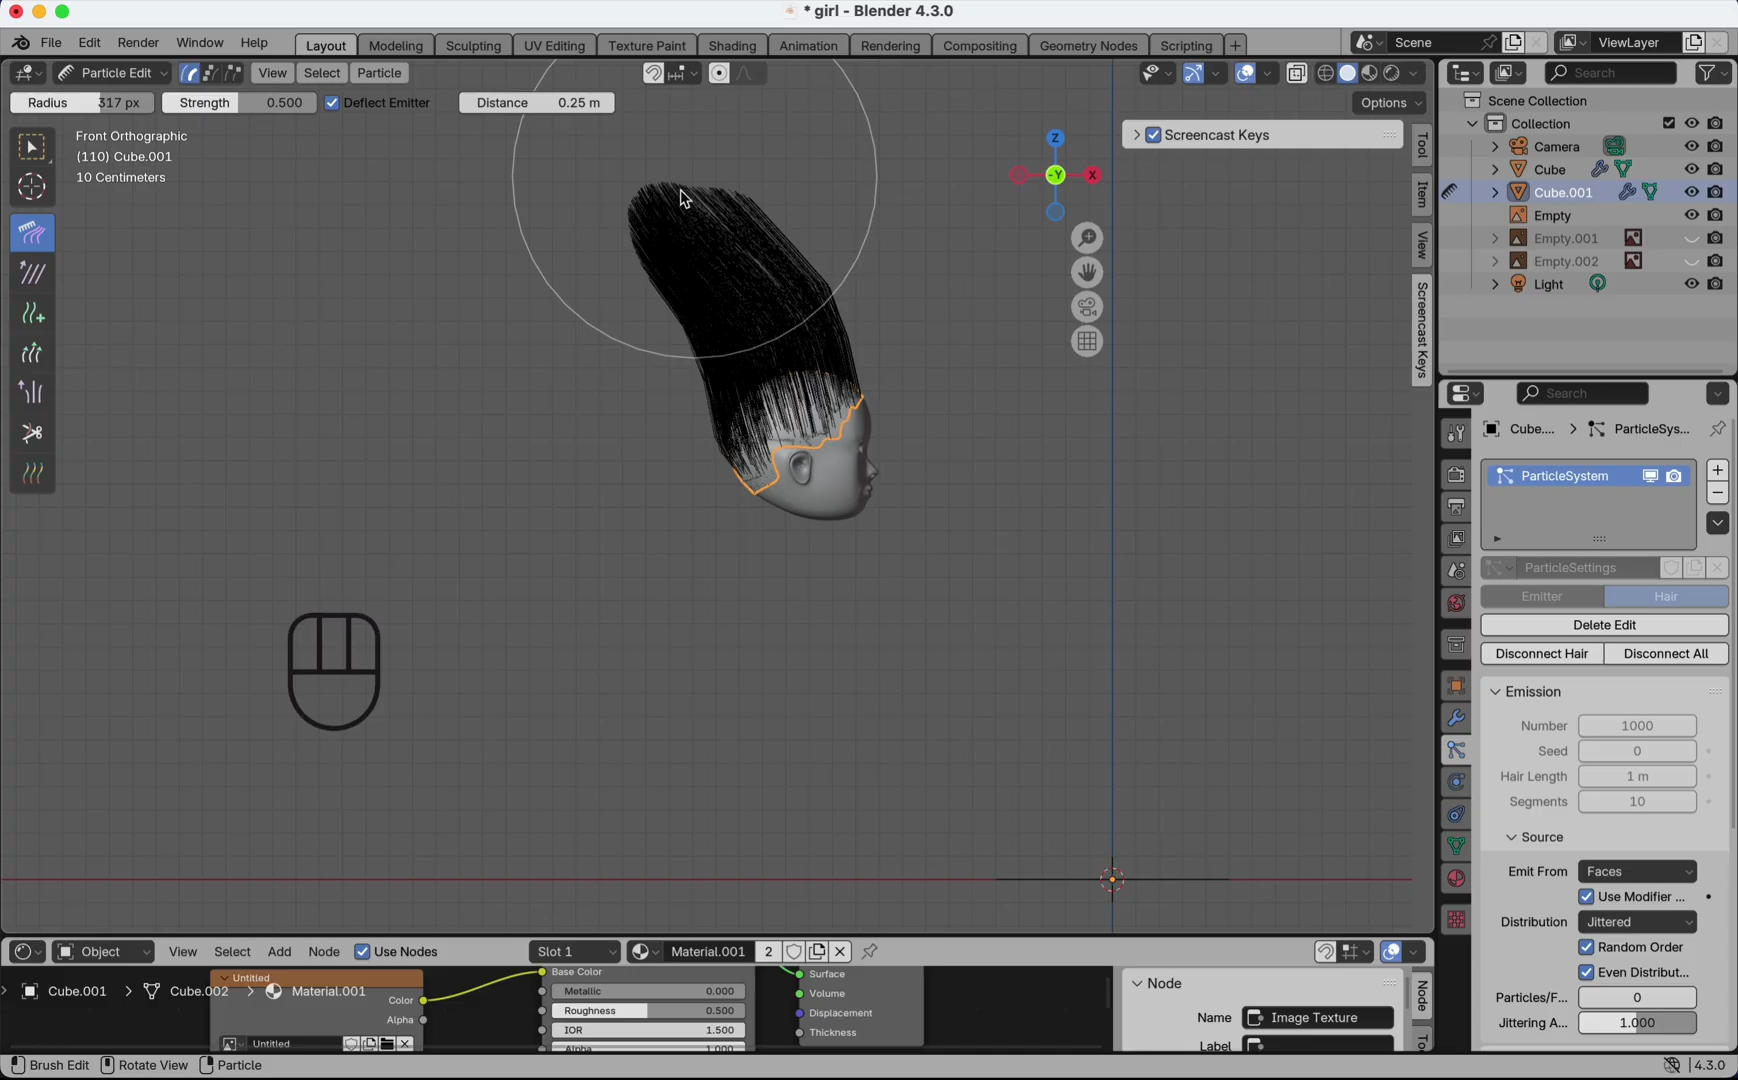 * girl - Blender 4.3.0
File Edit Render Window Help Layout Modeling Sculpting UV Editing Texture Paint Shading Animation Rendering Compositing Geometry Nodes Scripting + Scene ViewLayer
Particle Edit View Select Particle Search
Radius 317 px Strength 0.500 Deflect Emitter Distance 0.25 m Options
Front Orthographic
(110) Cube.001
10 Centimeters
Screencast Keys
Z
-Y X
Tool
Item
View
Screencast Keys
Scene Collection
Collection
Camera
Cube
Cube.001
Empty
Empty.001
Empty.002
Light
Search
Cube.... > ParticleSys...
ParticleSystem
ParticleSettings
Emitter Hair
Delete Edit
Disconnect Hair Disconnect All
Emission
Number 1000
Seed 0
Hair Length 1 m
Segments 10
Source
Emit From Faces
Use Modifier ...
Distribution Jittered
Random Order
Even Distribut...
Particles/F... 0
Jittering A... 1.000
Object View Select Add Node Use Nodes Slot 1 Material.001 2
Untitled
Cube.001 > Cube.002 > Material.001
Color
Alpha
Untitled
Base Color
Metallic 0.000
Roughness 0.500
IOR 1.500
Alpha 1.000
Surface
Volume
Displacement
Thickness
Node
Name Image Texture
Label
Node
Brush Edit Rotate View Particle 4.3.0